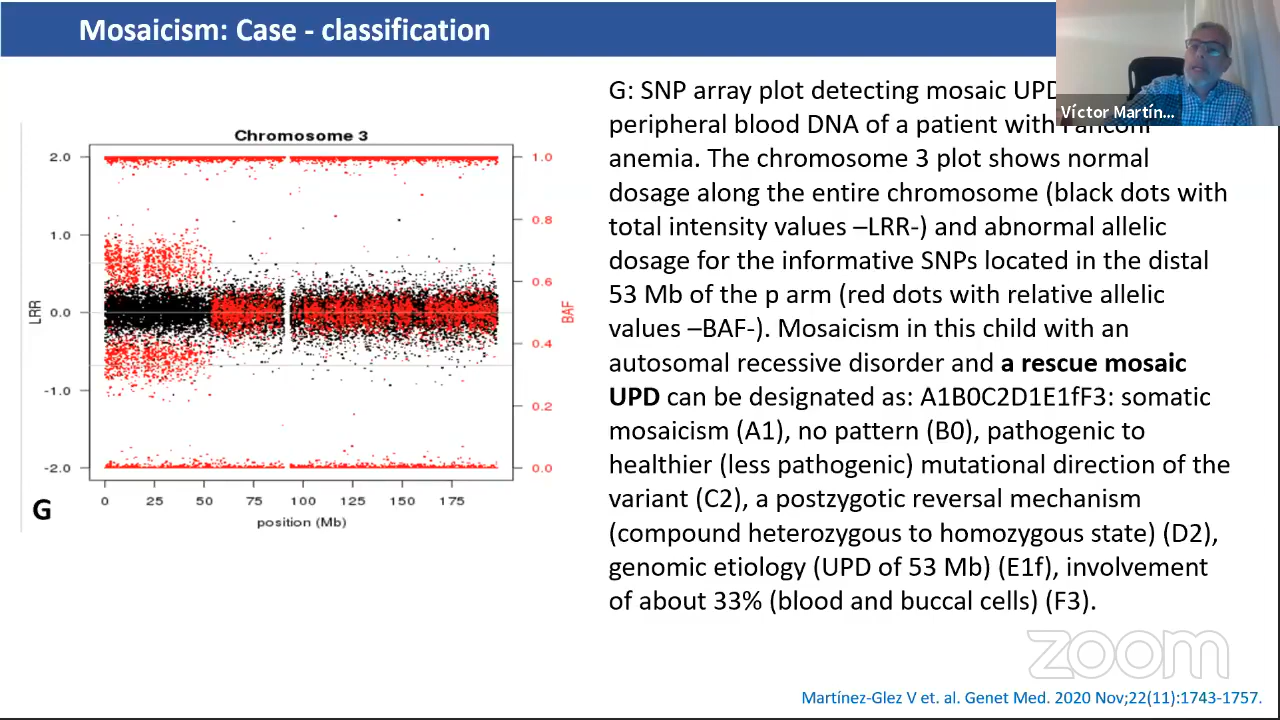 Mosaicism: Case - classification
Víctor Martín...
G: SNP array plot detecting mosaic UPD
peripheral blood DNA of a patient with Fanconi
anemia. The chromosome 3 plot shows normal
dosage along the entire chromosome (black dots with
total intensity values –LRR-) and abnormal allelic
dosage for the informative SNPs located in the distal
53 Mb of the p arm (red dots with relative allelic
values –BAF-). Mosaicism in this child with an
autosomal recessive disorder and a rescue mosaic
UPD can be designated as: A1B0C2D1E1fF3: somatic
mosaicism (A1), no pattern (B0), pathogenic to
healthier (less pathogenic) mutational direction of the
variant (C2), a postzygotic reversal mechanism
(compound heterozygous to homozygous state) (D2),
genomic etiology (UPD of 53 Mb) (E1f), involvement
of about 33% (blood and buccal cells) (F3).
Chromosome 3
2.0
1.0
0.0
-1.0
-2.0
LRR
1.0
0.8
0.6
0.4
0.2
0.0
BAF
0 25 50 75 100 125 150 175
position (Mb)
G
zoom
Martínez-Glez V et. al. Genet Med. 2020 Nov;22(11):1743-1757.